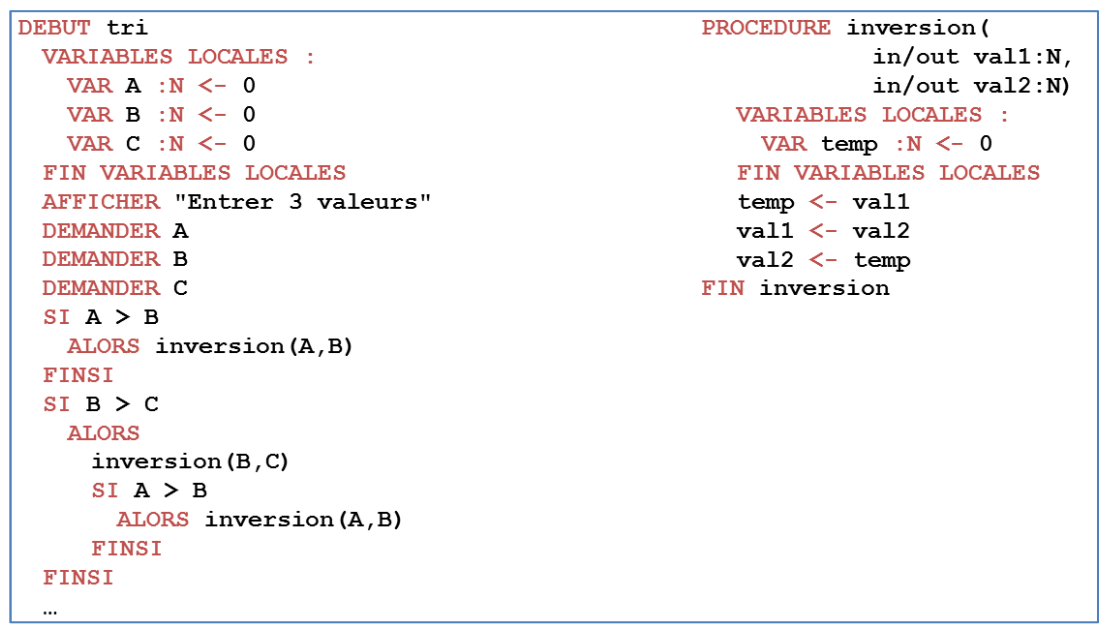 DEBUT tri
VARIABLES LOCALES :
VAR A :N <- 0
VAR B :N <- 0
VAR C :N <- 0
FIN VARIABLES LOCALES
AFFICHER "Entrer 3 valeurs"
DEMANDER A
DEMANDER B
DEMANDER C
SI A > B
ALORS inversion(A,B)
FINSI
SI B > C
ALORS
inversion(B,C)
SI A > B
ALORS inversion(A,B)
FINSI
FINSI
…
PROCEDURE inversion(
in/out val1:N,
in/out val2:N)
VARIABLES LOCALES :
VAR temp :N <- 0
FIN VARIABLES LOCALES
temp <- val1
val1 <- val2
val2 <- temp
FIN inversion